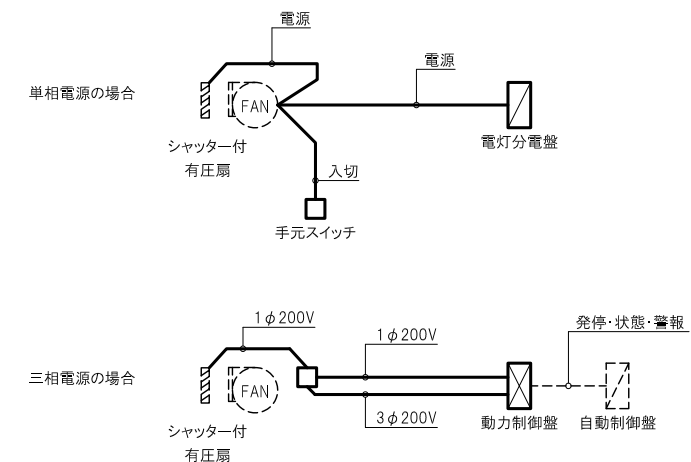 電源
電源
単相電源の場合
FAN
シャッター付
有圧扇
電灯分電盤
入切
手元スイッチ
1φ200V
1φ200V
発停・状態・警報
三相電源の場合
FAN
3φ200V
シャッター付
有圧扇
動力制御盤
自動制御盤